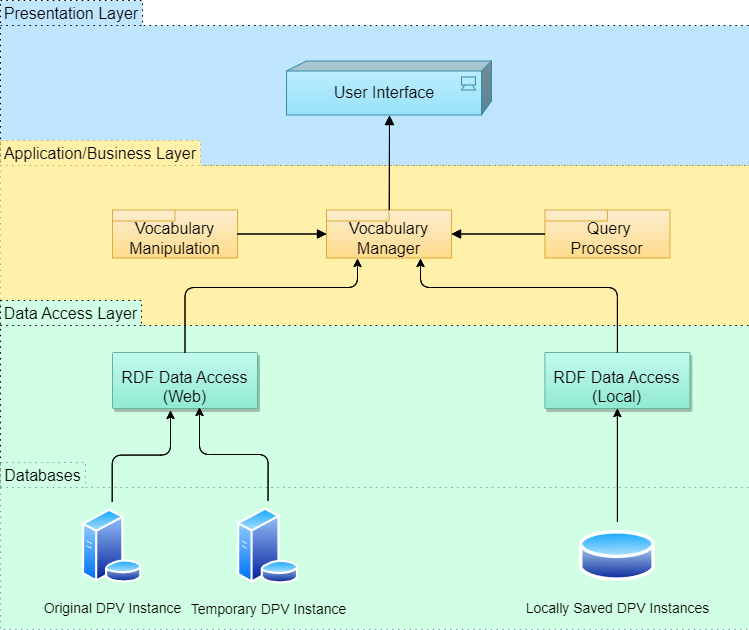 Presentation Layer
User Interface
Application/Business Layer
Vocabulary
Manipulation
Vocabulary
Manager
Query
Processor
Data Access Layer
RDF Data Access
(Web)
RDF Data Access
(Local)
Databases
Original DPV Instance
Temporary DPV Instance
Locally Saved DPV Instances